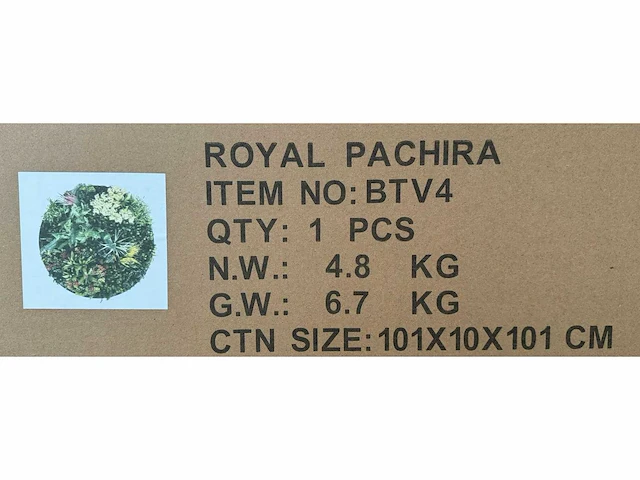 ROYAL PACHIRA
ITEM NO: BTV4
QTY: 1 PCS
N.W.: 4.8 KG
G.W.: 6.7 KG
CTN SIZE: 101X10X101 CM